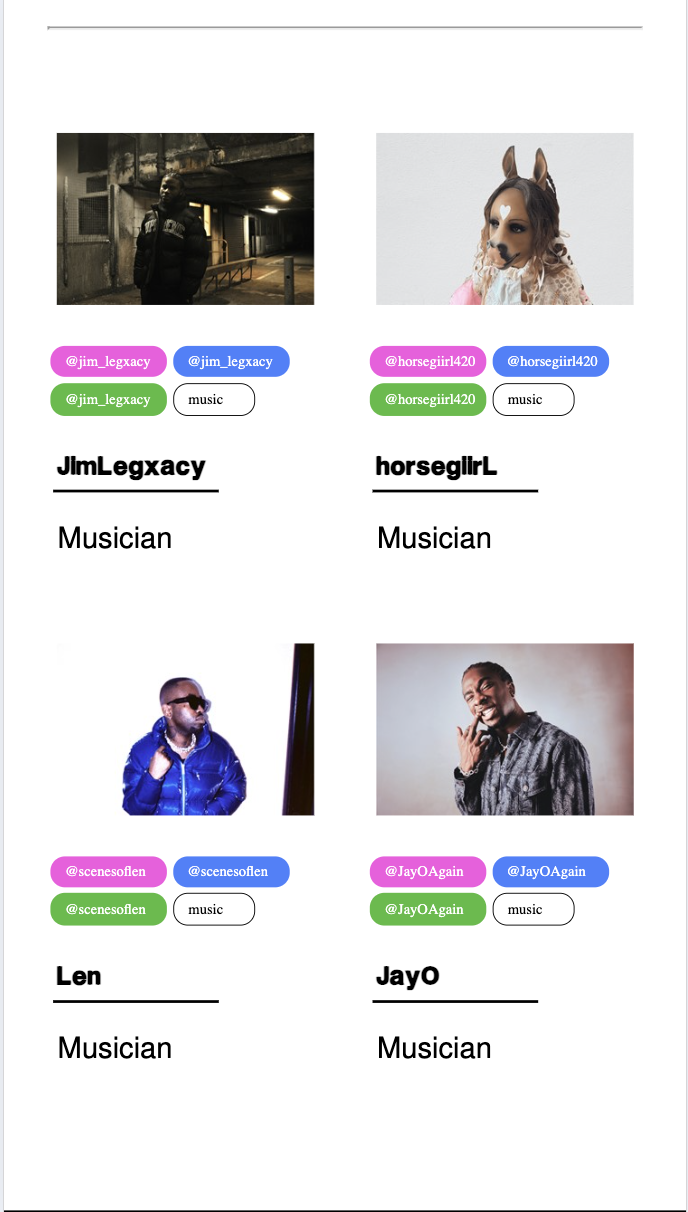 @jim_legxacy @jim_legxacy
@jim_legxacy music
JimLegxacy
Musician
@horsegiirl420 @horsegiirl420
@horsegiirl420 music
horsegiirL
Musician
@scenesoflen @scenesoflen
@scenesoflen music
Len
Musician
@JayOAgain @JayOAgain
@JayOAgain music
JayO
Musician